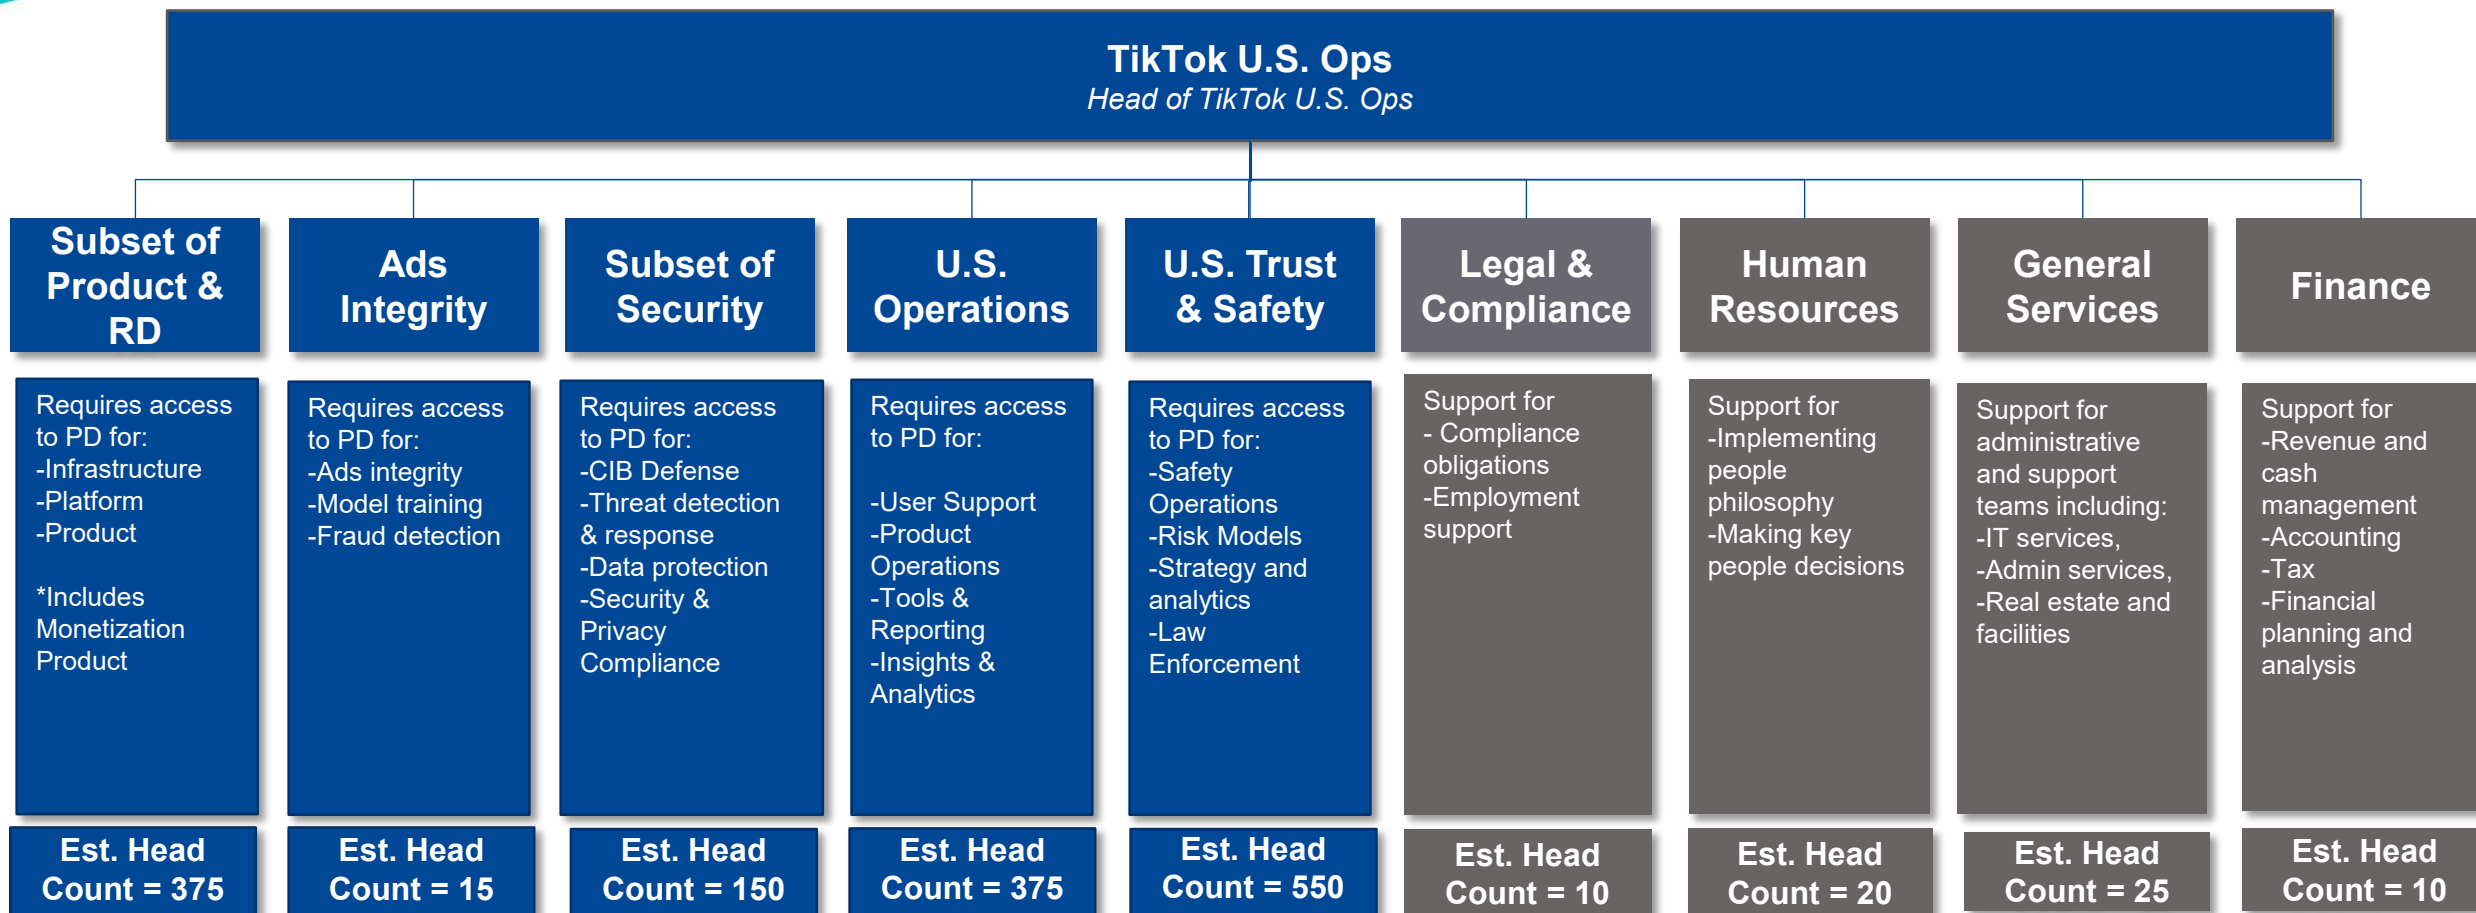 TikTok U.S. Ops
Head of TikTok U.S. Ops
Subset of
Product &
RD
Ads
Integrity
Subset of
Security
U.S.
Operations
U.S. Trust
& Safety
Legal &
Compliance
Human
Resources
General
Services
Finance
Requires access
to PD for:
-Infrastructure
-Platform
-Product
*Includes
Monetization
Product
Requires access
to PD for:
-Ads integrity
-Model training
-Fraud detection
Requires access
to PD for:
-CIB Defense
-Threat detection
& response
-Data protection
-Security &
Privacy
Compliance
Requires access
to PD for:
-User Support
-Product
Operations
-Tools &
Reporting
-Insights &
Analytics
Requires access
to PD for:
-Safety
Operations
-Risk Models
-Strategy and
analytics
-Law
Enforcement
Support for
- Compliance
obligations
-Employment
support
Support for
-Implementing
people
philosophy
-Making key
people decisions
Support for
administrative
and support
teams including:
-IT services,
-Admin services,
-Real estate and
facilities
Support for
-Revenue and
cash
management
-Accounting
-Tax
-Financial
planning and
analysis
Est. Head
Count = 375
Est. Head
Count = 15
Est. Head
Count = 150
Est. Head
Count = 375
Est. Head
Count = 550
Est. Head
Count = 10
Est. Head
Count = 20
Est. Head
Count = 25
Est. Head
Count = 10